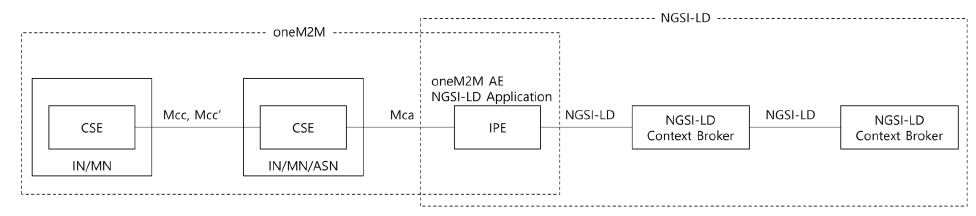 NGSI-LD
oneM2M
oneM2M AE
NGSI-LD Application
Mcc, Mcc'
Mca
NGSI-LD
NGSI-LD
CSE
CSE
IPE
NGSI-LD
Context Broker
NGSI-LD
Context Broker
IN/MN
IN/MN/ASN